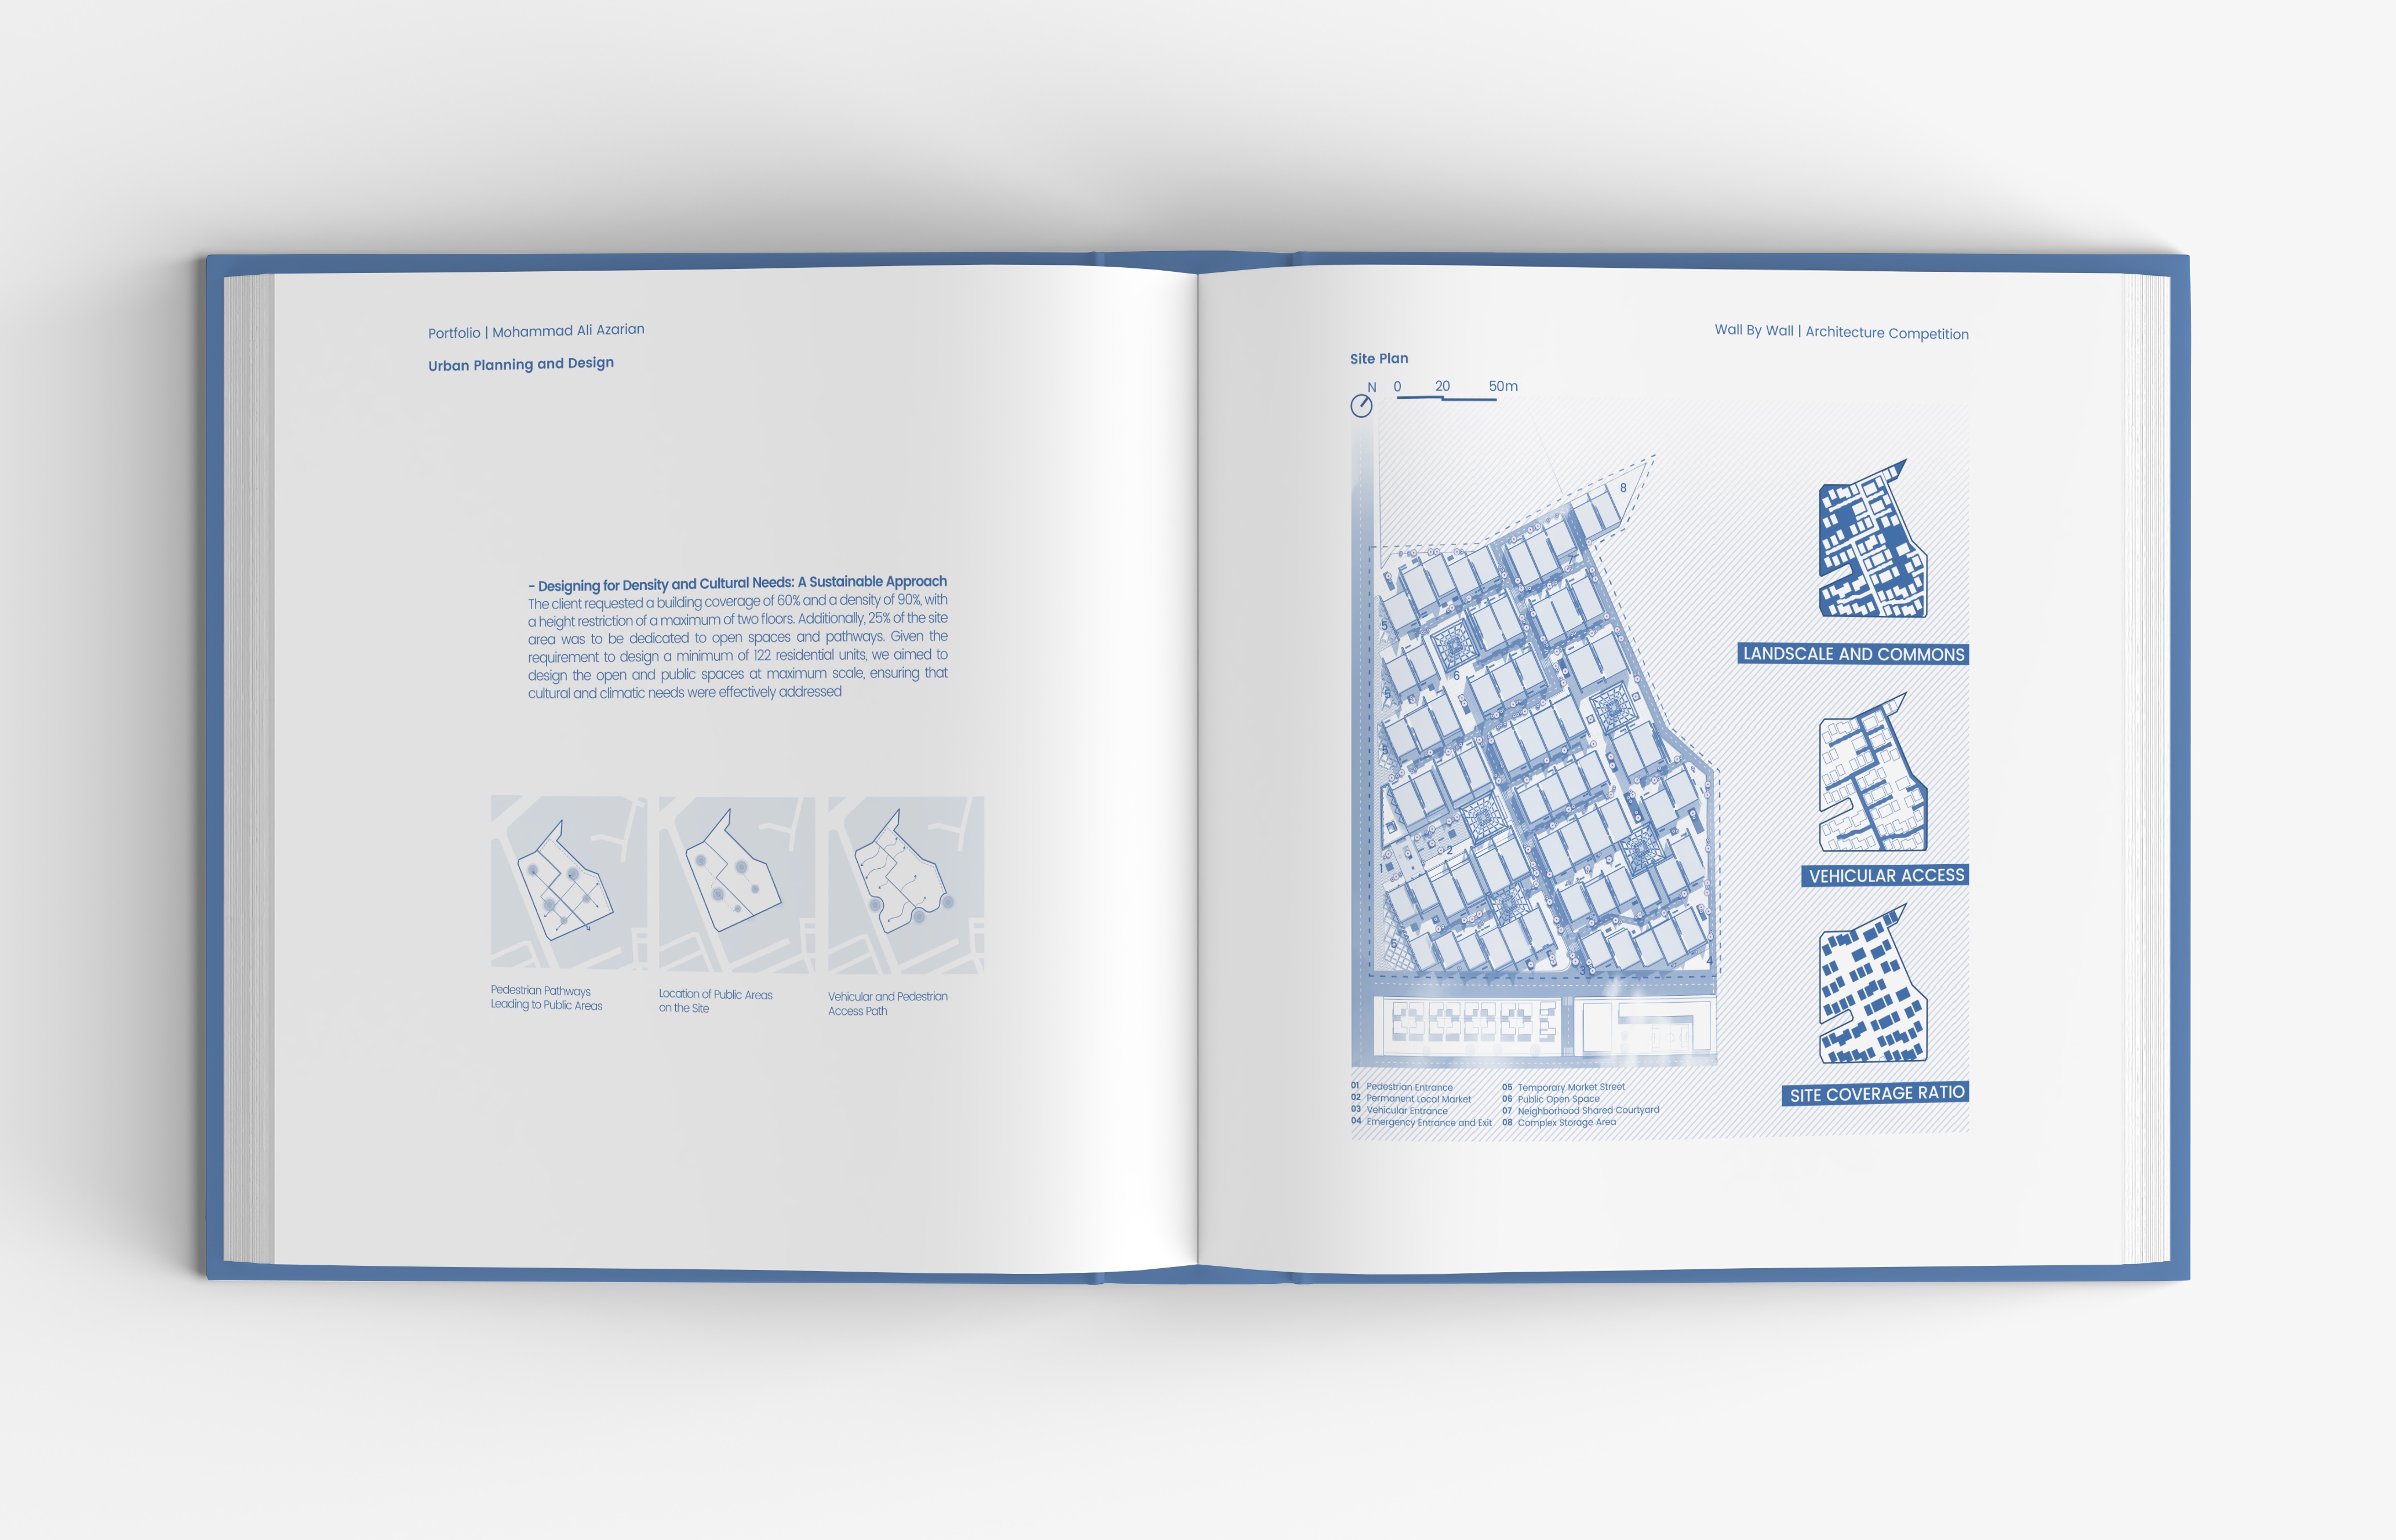 Portfolio | Mohammad Ali Azarian
Urban Planning and Design
- Designing for Density and Cultural Needs: A Sustainable Approach
The client requested a building coverage of 60% and a density of 90%, with
a height restriction of a maximum of two floors. Additionally, 25% of the site
area was to be dedicated to open spaces and pathways. Given the
requirement to design a minimum of 122 residential units, we aimed to
design the open and public spaces at maximum scale, ensuring that
cultural and climatic needs were effectively addressed
Pedestrian Pathways
Leading to Public Areas
Location of Public Areas
on the Site
Vehicular and Pedestrian
Access Path
Wall By Wall | Architecture Competition
Site Plan
N 0 20 50m
8
7
5
6
5
5
2
1
5
4
3
LANDSCALE AND COMMONS
VEHICULAR ACCESS
SITE COVERAGE RATIO
01 Pedestrian Entrance
02 Permanent Local Market
03 Vehicular Entrance
04 Emergency Entrance and Exit
05 Temporary Market Street
06 Public Open Space
07 Neighborhood Shared Courtyard
08 Complex Storage Area